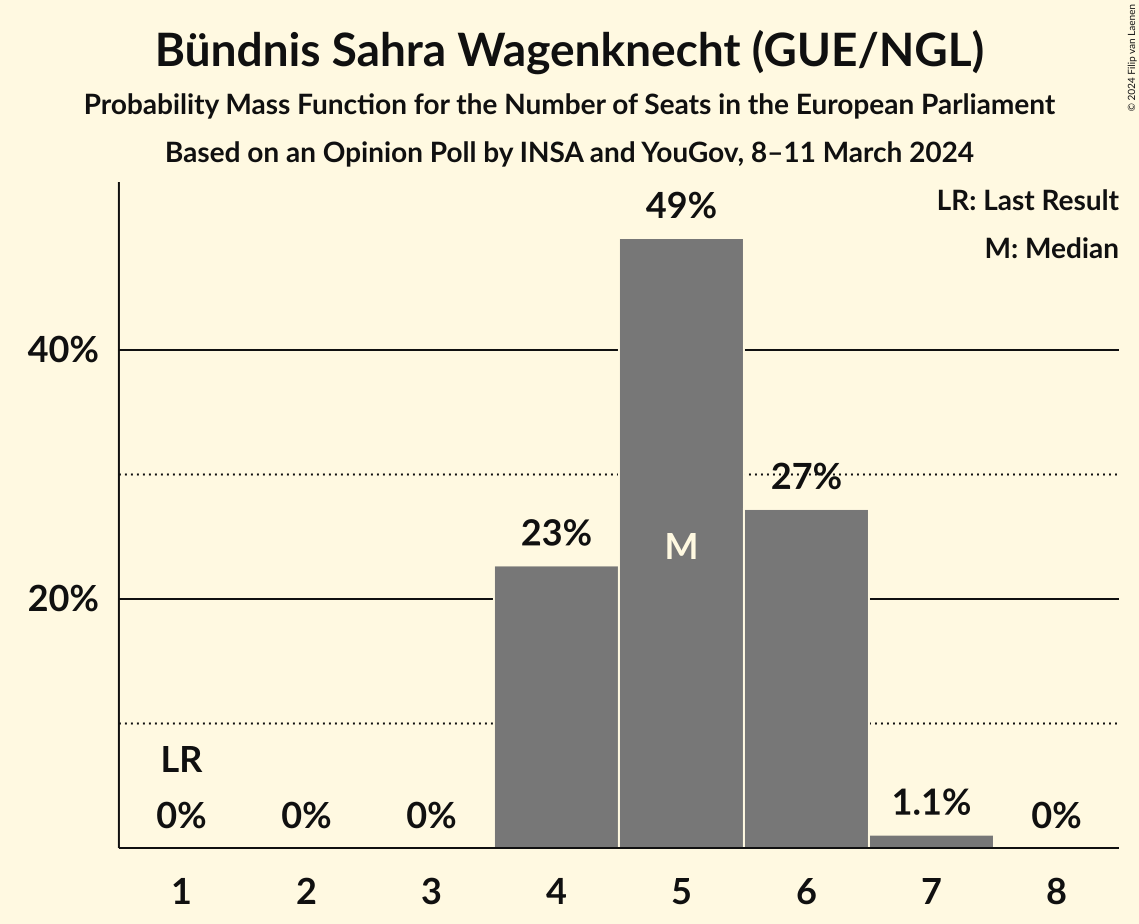 Bündnis Sahra Wagenknecht (GUE/NGL)
Probability Mass Function for the Number of Seats in the European Parliament
Based on an Opinion Poll by INSA and YouGov, 8–11 March 2024
© 2024 Filip van Laenen
LR: Last Result
M: Median
49%
40%
27%
23%
M
20%
LR
0% 0% 0% 1.1% 0%
1 2 3 4 5 6 7 8